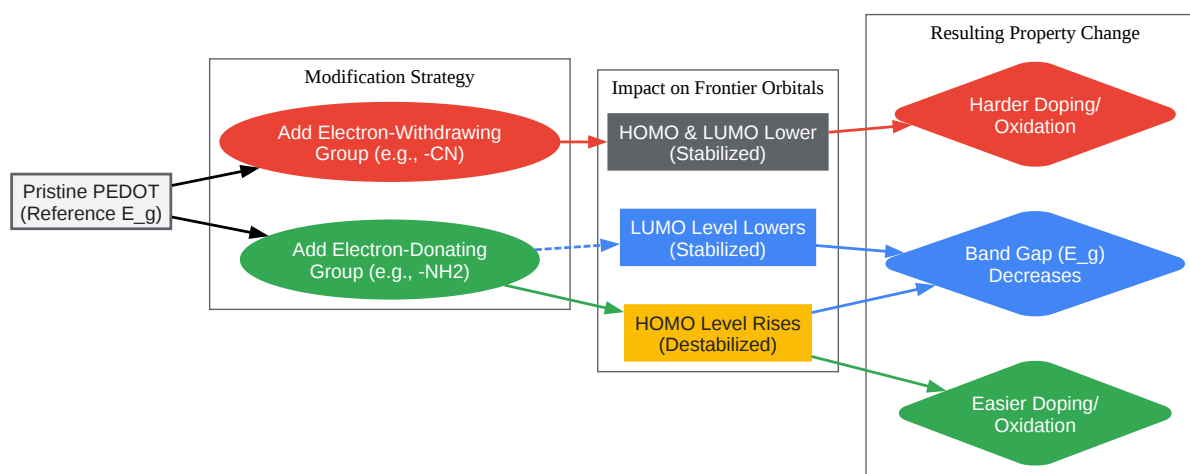 Pristine PEDOT
(Reference E_g)
Modification Strategy
Add Electron-Withdrawing
Group (e.g., -CN)
Add Electron-Donating
Group (e.g., -NH2)
Impact on Frontier Orbitals
HOMO & LUMO Lower
(Stabilized)
LUMO Level Lowers
(Stabilized)
HOMO Level Rises
(Destabilized)
Resulting Property Change
Harder Doping/
Oxidation
Band Gap (E_g)
Decreases
Easier Doping/
Oxidation